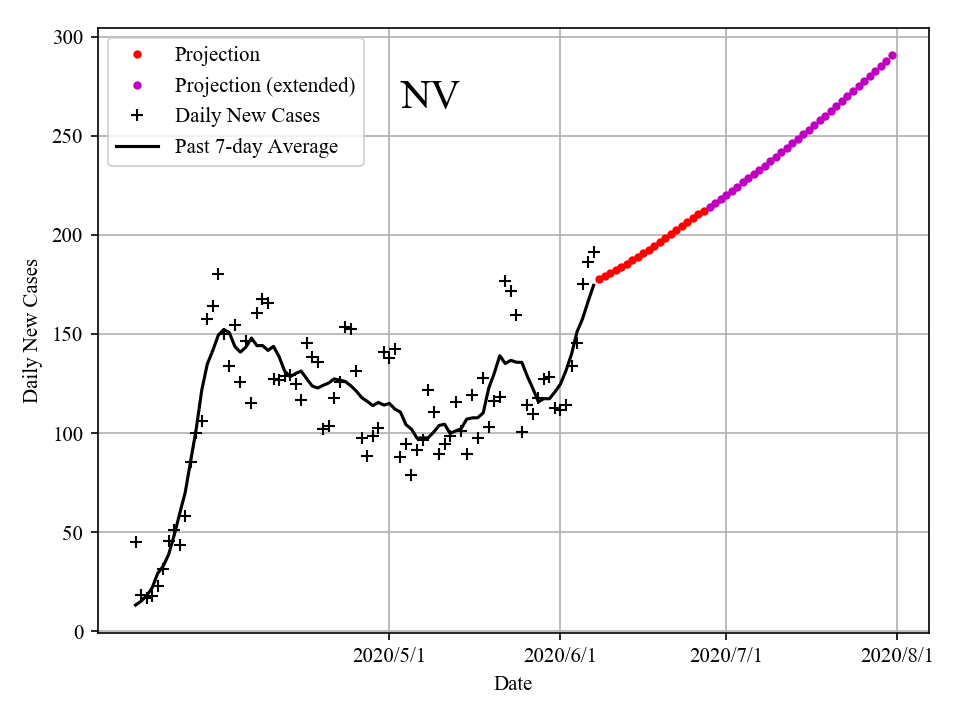 300
250
200
150
100
50
0
Daily New Cases
Projection
Projection (extended)
Daily New Cases
Past 7-day Average
NV
2020/5/1 2020/6/1 2020/7/1 2020/8/1
Date